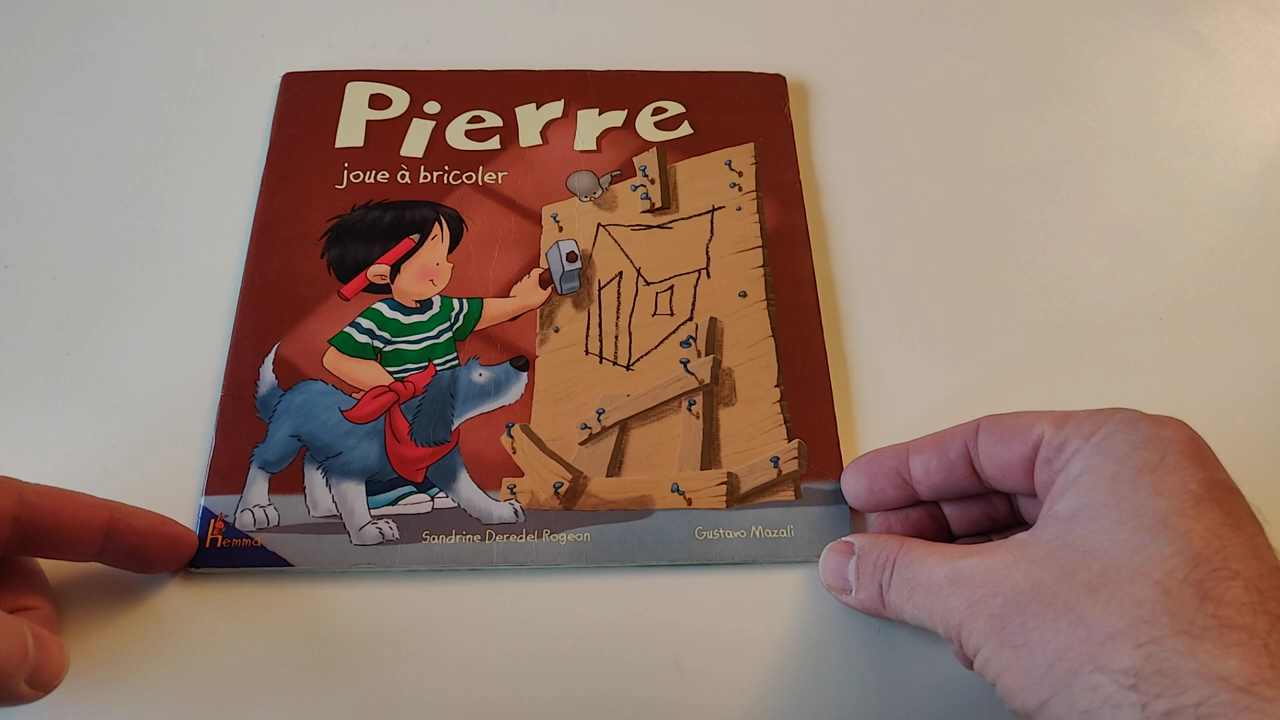 Pierre
joue à bricoler
Sandrine Deredel Rogeon
Gustavo Mazali
Hemma